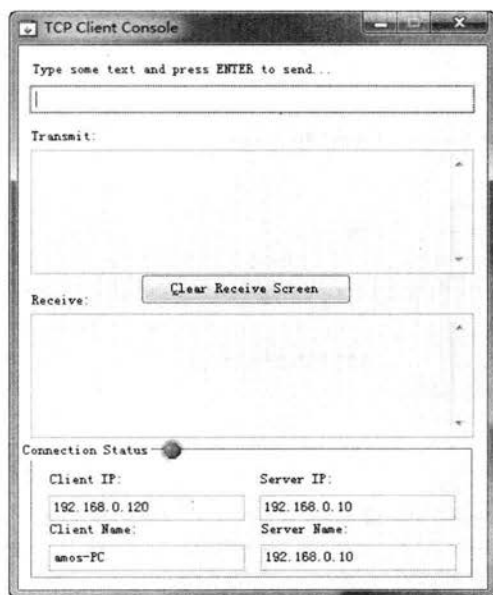 TCP Client Console
Type some text and press ENTER to send...
Transmit:
Clear Receive Screen
Receive:
Connection Status
Client IP:
Server IP:
192.168.0.120
192.168.0.10
Client Name:
Server Name:
amos-PC
192.168.0.10